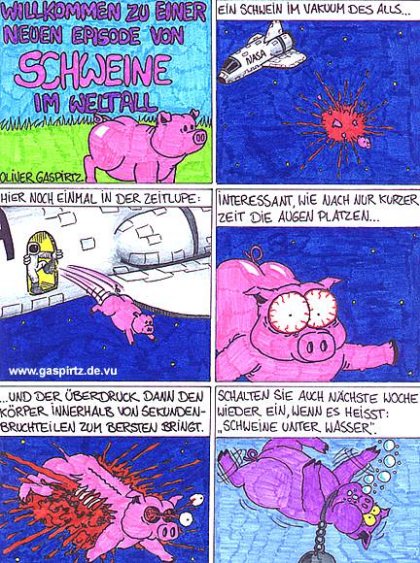 WILLKOMMEN ZU EINER
NEUEN EPISODE VON
SCHWEINE
IM WELTALL
OLIVER GASPIRTZ
EIN SCHWEIN IM VAKUUM DES ALLS...
NASA
HIER NOCH EINMAL IN DER ZEITLUPE:
www.gaspirtz.de.vu
INTERESSANT, WIE NACH NUR KURZER
ZEIT DIE AUGEN PLATZEN...
...UND DER ÜBERDRUCK DANN DEN
KÖRPER INNERHALB VON SEKUNDEN-
BRUCHTEILEN ZUM BERSTEN BRINGT.
SCHALTEN SIE AUCH NÄCHSTE WOCHE
WIEDER EIN, WENN ES HEISST:
„SCHWEINE UNTER WASSER".